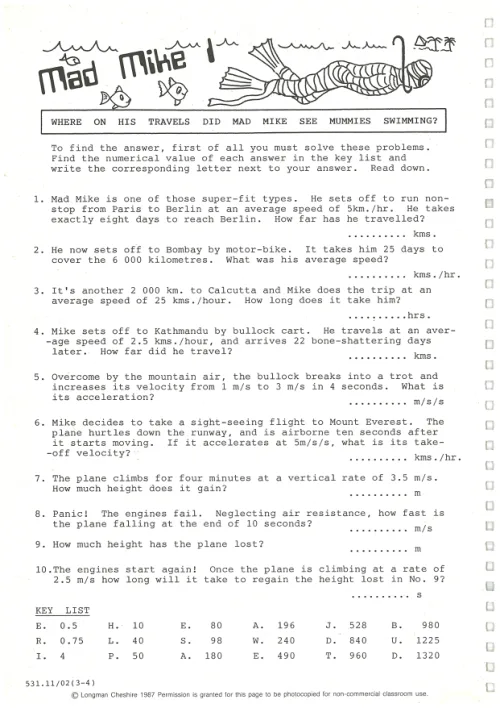 Mad Mike!
WHERE ON HIS TRAVELS DID MAD MIKE SEE MUMMIES SWIMMING?
To find the answer, first of all you must solve these problems.
Find the numerical value of each answer in the key list and
write the corresponding letter next to your answer. Read down.
1. Mad Mike is one of those super-fit types. He sets off to run non-
stop from Paris to Berlin at an average speed of 5km./hr. He takes
exactly eight days to reach Berlin. How far has he travelled?
.......... kms.
2. He now sets off to Bombay by motor-bike. It takes him 25 days to
cover the 6 000 kilometres. What was his average speed?
.......... kms./hr.
3. It's another 2 000 km. to Calcutta and Mike does the trip at an
average speed of 25 kms./hour. How long does it take him?
..........hrs.
4. Mike sets off to Kathmandu by bullock cart. He travels at an aver-
-age speed of 2.5 kms./hour, and arrives 22 bone-shattering days
later. How far did he travel? .......... kms.
5. Overcome by the mountain air, the bullock breaks into a trot and
increases its velocity from 1 m/s to 3 m/s in 4 seconds. What is
its acceleration? .......... m/s/s
6. Mike decides to take a sight-seeing flight to Mount Everest. The
plane hurtles down the runway, and is airborne ten seconds after
it starts moving. If it accelerates at 5m/s/s, what is its take-
-off velocity? .......... kms./hr.
7. The plane climbs for four minutes at a vertical rate of 3.5 m/s.
How much height does it gain? .......... m
8. Panic! The engines fail. Neglecting air resistance, how fast is
the plane falling at the end of 10 seconds? .......... m/s
9. How much height has the plane lost? .......... m
10.The engines start again! Once the plane is climbing at a rate of
2.5 m/s how long will it take to regain the height lost in No. 9?
.......... s
KEY LIST
E. 0.5 H. 10 E. 80 A. 196 J. 528 B. 980
R. 0.75 L. 40 S. 98 W. 240 D. 840 U. 1225
I. 4 P. 50 A. 180 E. 490 T. 960 D. 1320
531.11/02(3-4)
© Longman Cheshire 1987 Permission is granted for this page to be photocopied for non-commercial classroom use.